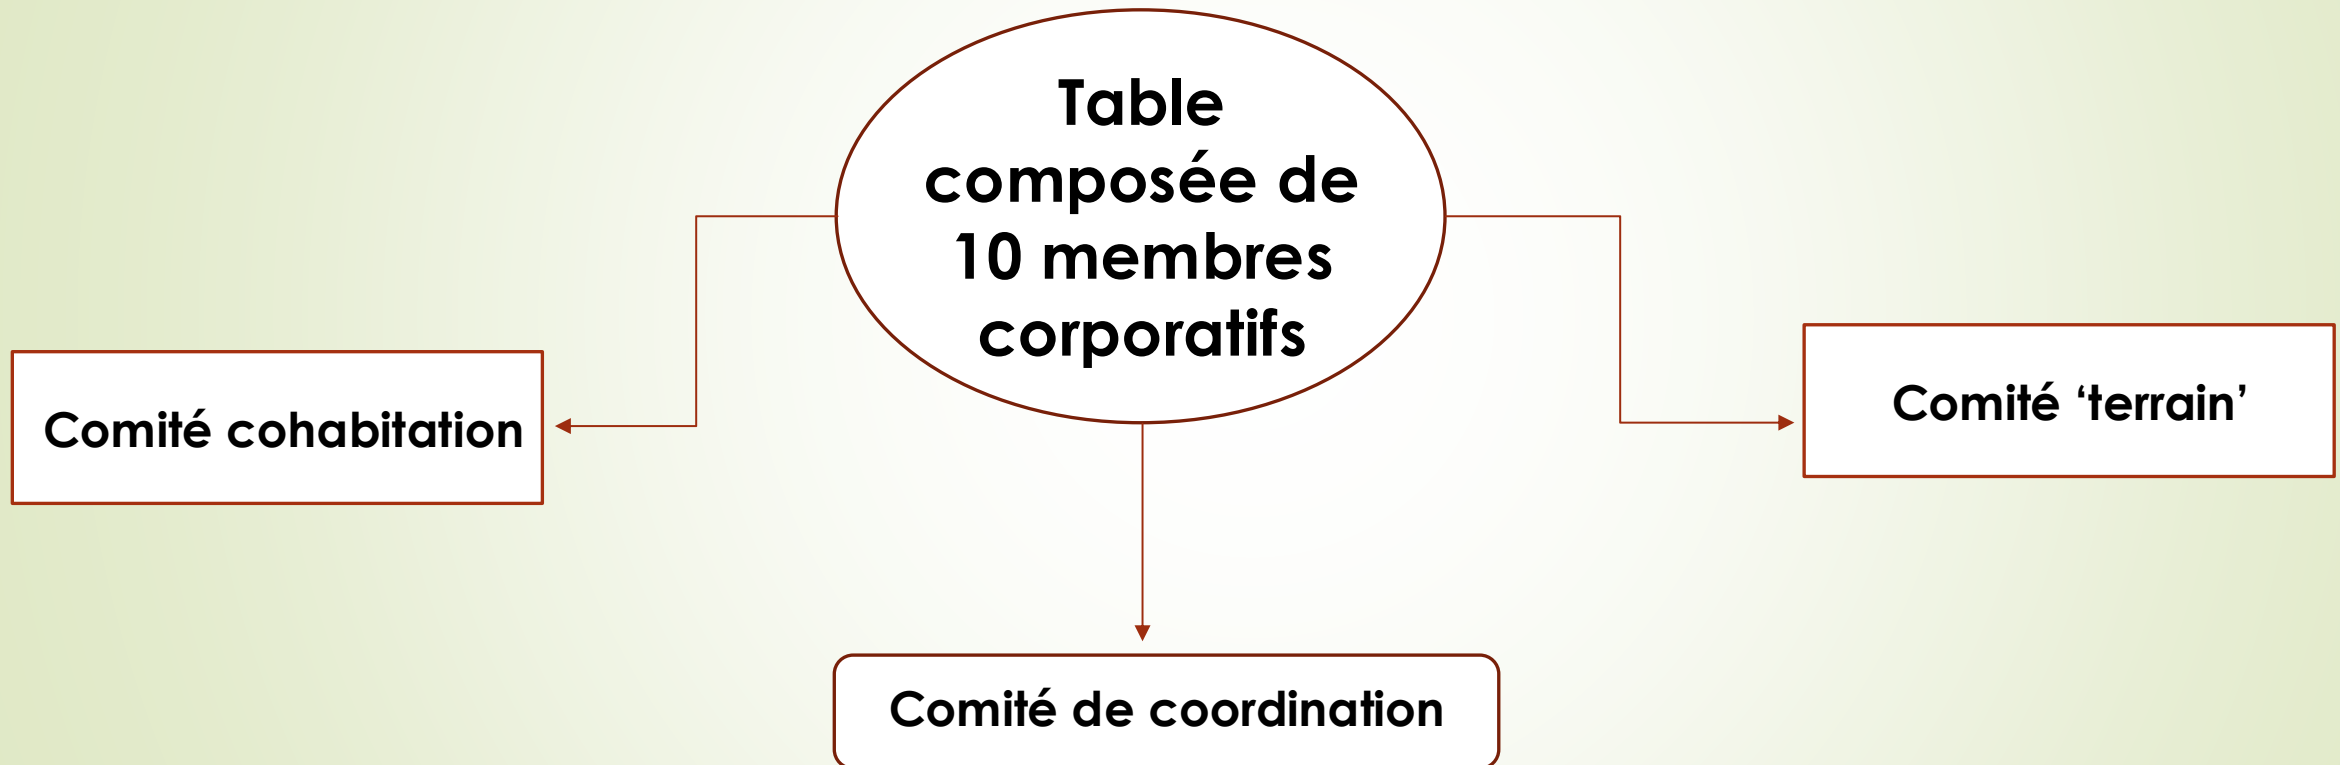 Table
composée de
10 membres
corporatifs
Comité cohabitation
Comité ‘terrain’
Comité de coordination